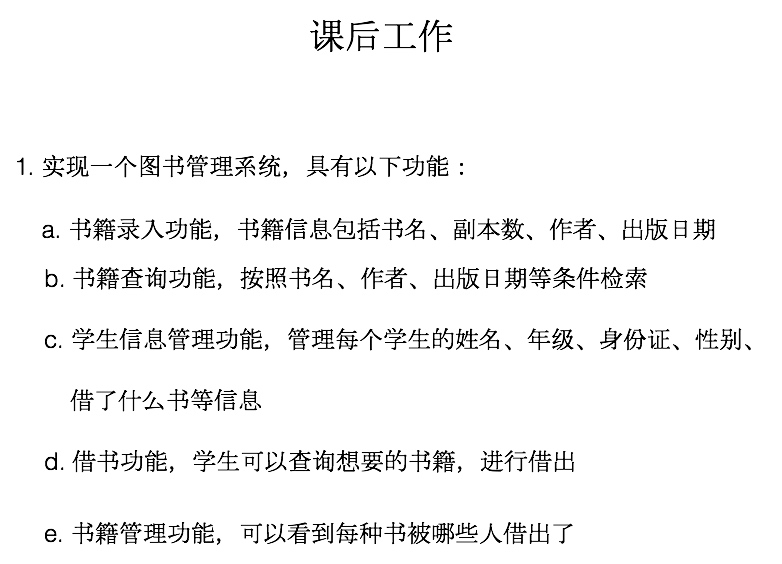 课后工作
1. 实现一个图书管理系统，具有以下功能：
a. 书籍录入功能，书籍信息包括书名、副本数、作者、出版日期
b. 书籍查询功能，按照书名、作者、出版日期等条件检索
c. 学生信息管理功能，管理每个学生的姓名、年级、身份证、性别、
借了什么书等信息
d. 借书功能，学生可以查询想要的书籍，进行借出
e. 书籍管理功能，可以看到每种书被哪些人借出了